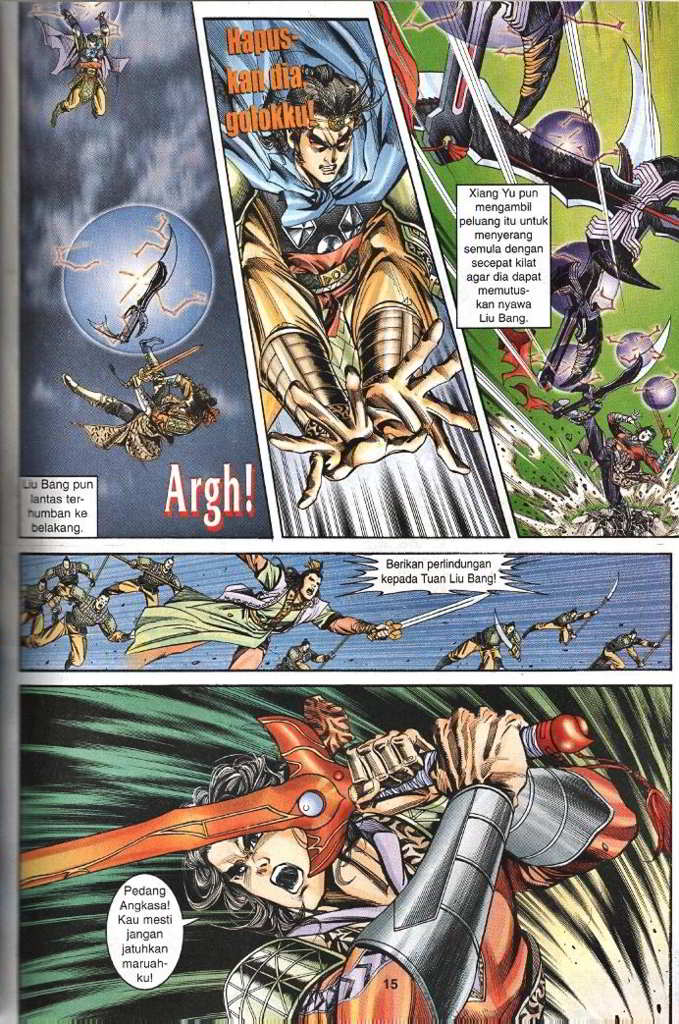 Hapus-
kan dia
golokku!
Xiang Yu pun
mengambil
peluang itu untuk
menyerang
semula dengan
secepat kilat
agar dia dapat
memutus-
kan nyawa
Liu Bang.
Liu Bang pun
lantas ter-
humban ke
belakang.
Argh!
Berikan perlindungan
kepada Tuan Liu Bang!
Pedang
Angkasa!
Kau mesti
jangan
jatuhkan
maruah-
ku!
15